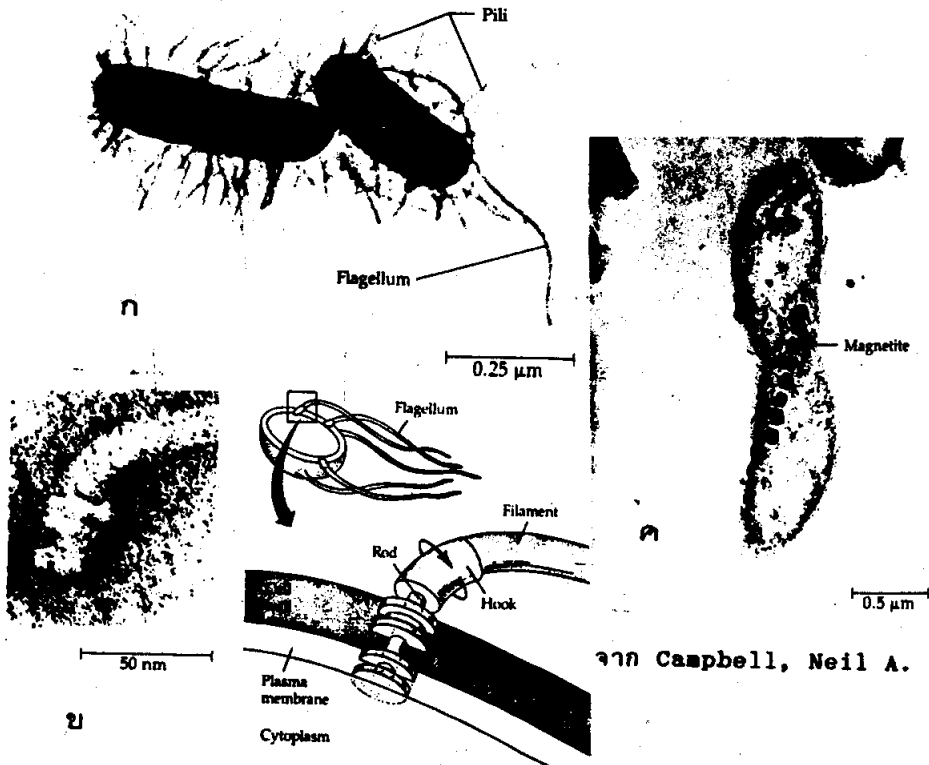 Pili
Flagellum
ก
0.25 µm
Magnetite
Flagellum
Filament
Rod
Hook
ค
0.5 µm
50 nm
Plasma
membrane
จาก Campbell, Neil A.
ข
Cytoplasm